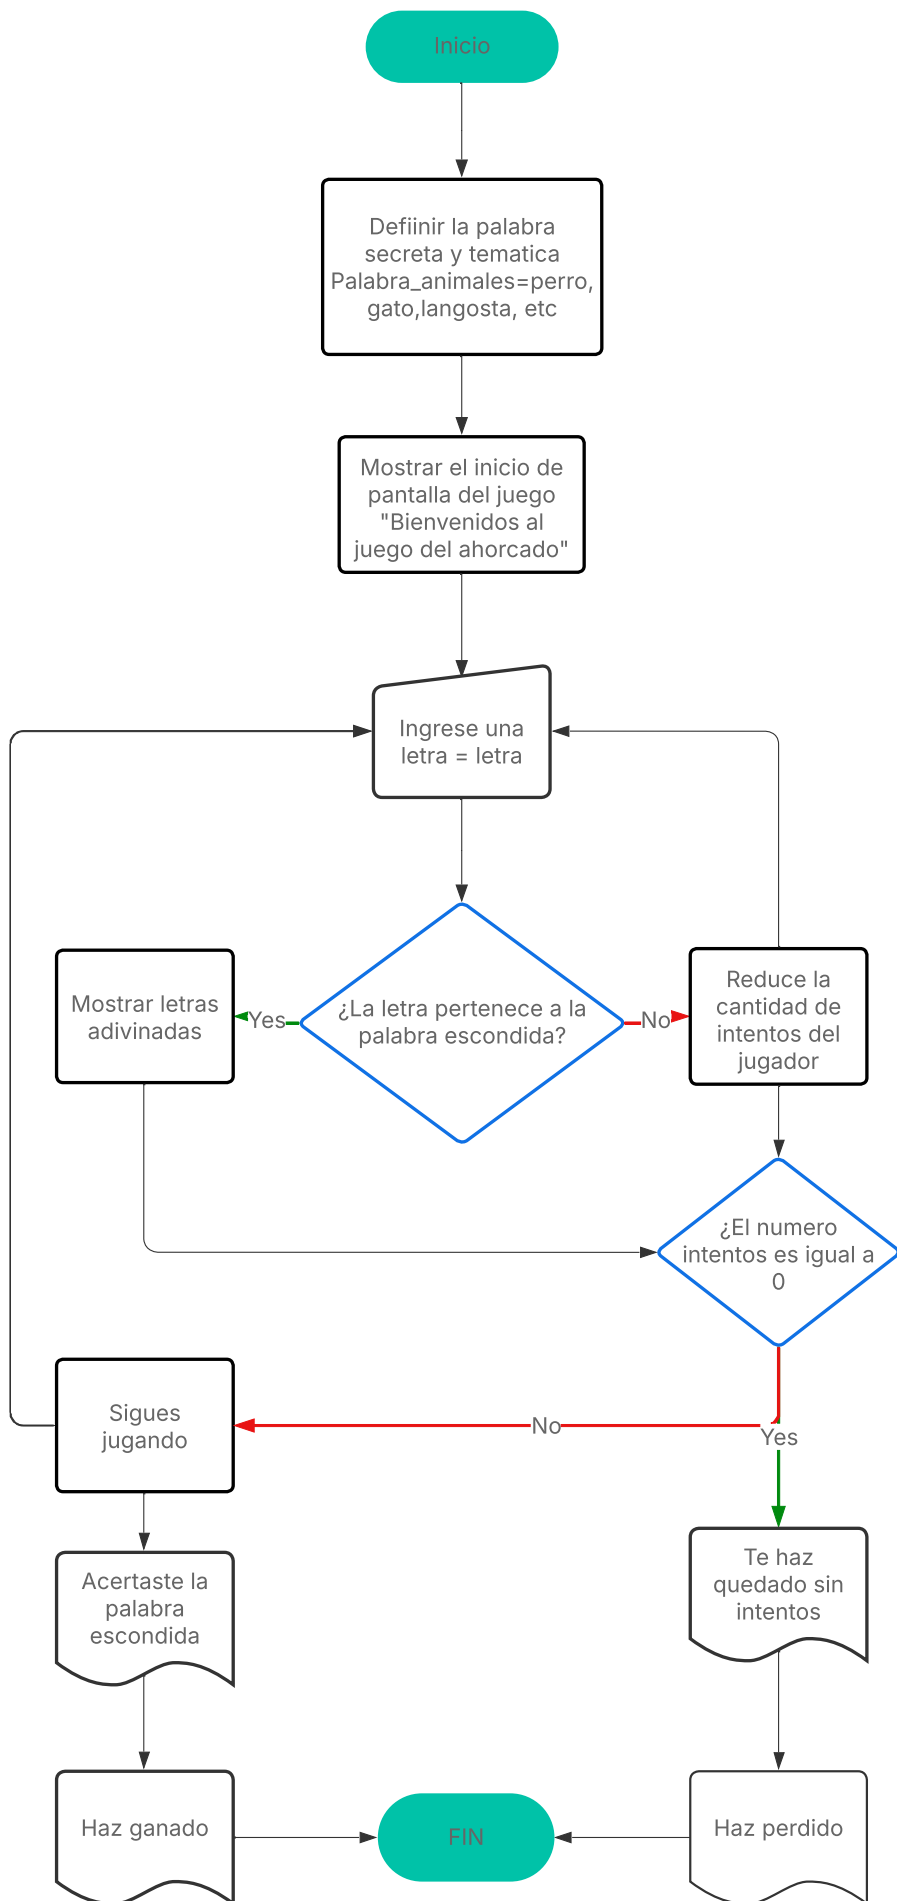 Inicio
Defiinir la palabra
secreta y tematica
Palabra_animales=perro,
gato,langosta, etc
Mostrar el inicio de
pantalla del juego
"Bienvenidos al
juego del ahorcado"
Ingrese una
letra = letra
¿La letra pertenece a la
palabra escondida?
Yes
No
Mostrar letras
adivinadas
Reduce la
cantidad de
intentos del
jugador
¿El numero
intentos es igual a
0
No
Yes
Sigues
jugando
Acertaste la
palabra
escondida
Te haz
quedado sin
intentos
Haz ganado
FIN
Haz perdido